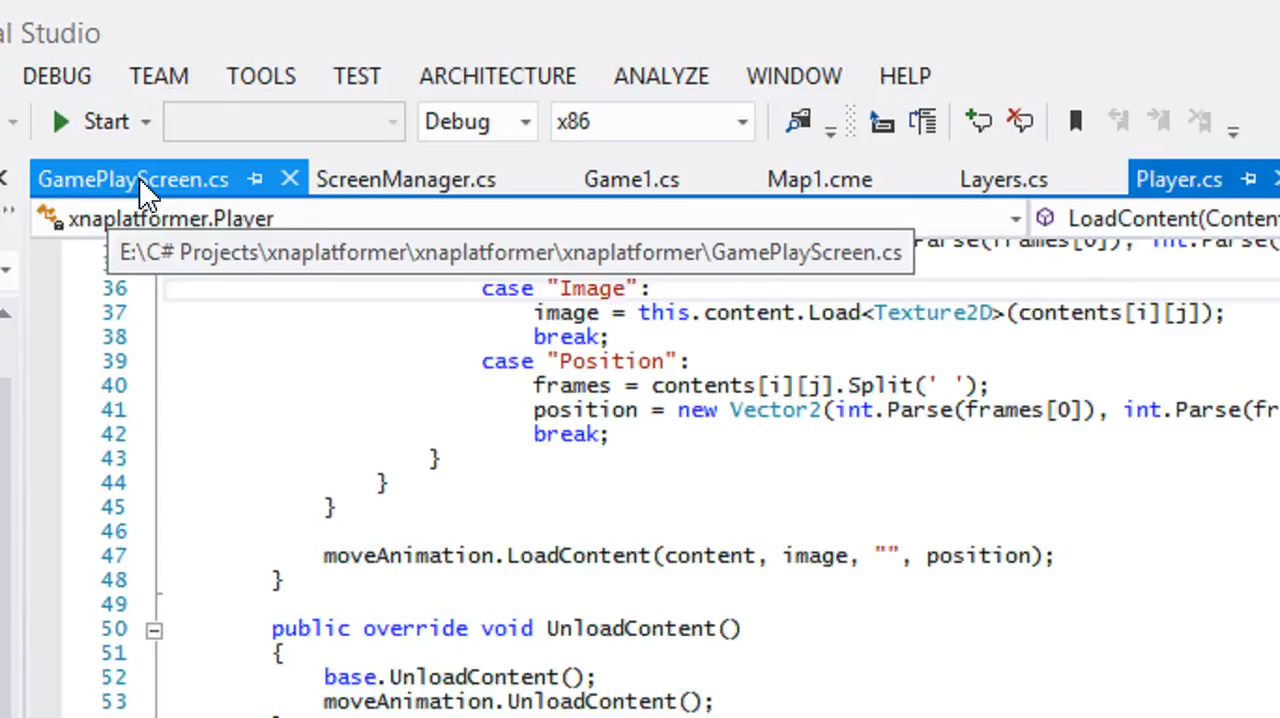 al Studio
DEBUG TEAM TOOLS TEST ARCHITECTURE ANALYZE WINDOW HELP
Start Debug x86
GamePlayScreen.cs ScreenManager.cs Game1.cs Map1.cme Layers.cs Player.cs
xnaplatformer.Player LoadContent(Conten
E:\C# Projects\xnaplatformer\xnaplatformer\xnaplatformer\GamePlayScreen.cs
36 case "Image":
37 image = this.content.Load<Texture2D>(contents[i][j]);
38 break;
39 case "Position":
40 frames = contents[i][j].Split(' ');
41 position = new Vector2(int.Parse(frames[0]), int.Parse(fr
42 break;
43 }
44 }
45 }
46
47 moveAnimation.LoadContent(content, image, "", position);
48 }
49
50 public override void UnloadContent()
51 {
52 base.UnloadContent();
53 moveAnimation.UnloadContent();